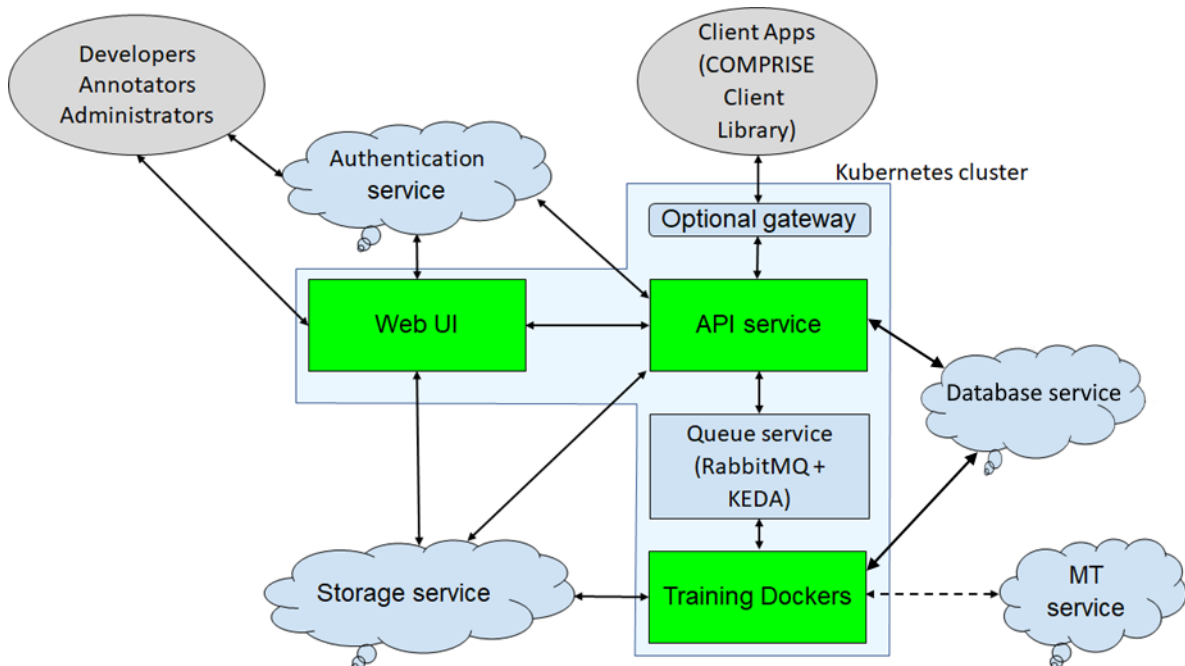 Developers
Annotators
Administrators
Client Apps
(COMPRISE
Client
Library)
Authentication
service
Kubernetes cluster
Optional gateway
Web UI
API service
Database service
Queue service
(RabbitMQ +
KEDA)
Storage service
Training Dockers
MT
service